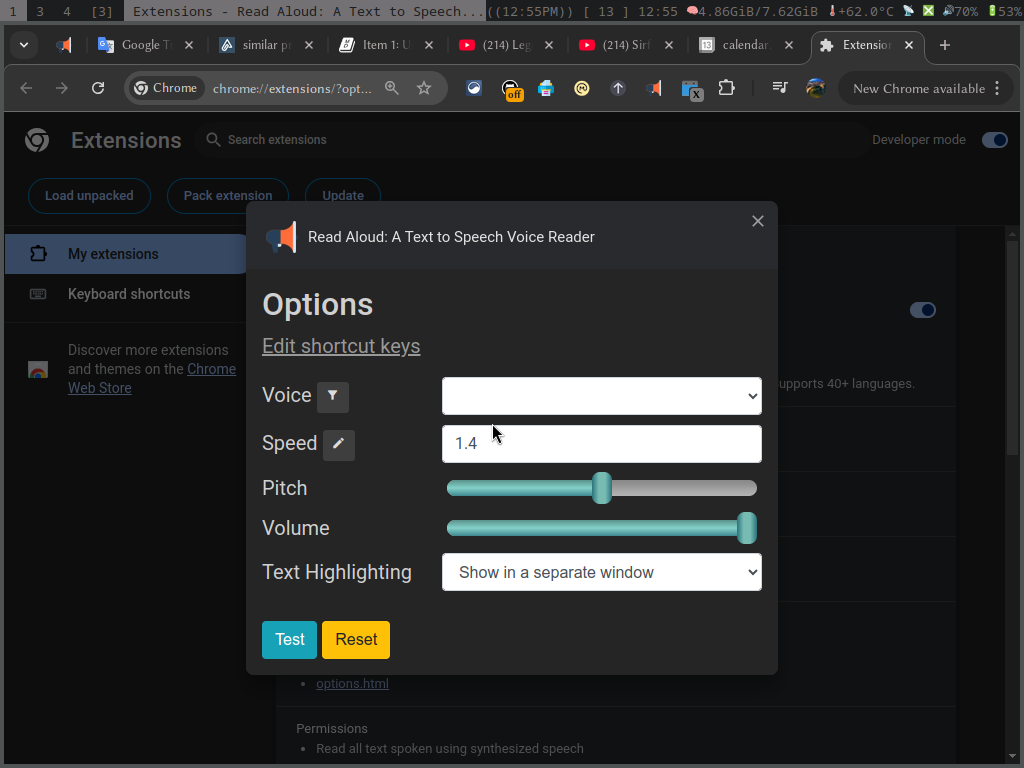 1 3 4 [3] Extensions - Read Aloud: A Text to Speech... ((12:55PM)) [ 13 ] 12:55 🧠4.86GiB/7.62GiB 🌡+62.0°C 📡 ❎ 🔊70% 🔋53%
Google T
similar p
Item 1: U
(214) Leg
(214) Sirf
13 calendar
Extensio
Chrome chrome://extensions/?opt... off X New Chrome available
Extensions Search extensions Developer mode
Load unpacked Pack extension Update
Read Aloud: A Text to Speech Voice Reader
My extensions
Keyboard shortcuts
Discover more extensions
and themes on the Chrome
Web Store
Options
Edit shortcut keys
upports 40+ languages.
Voice
Speed 1.4
Pitch
Volume
Text Highlighting Show in a separate window
Test Reset
options.html
Permissions
Read all text spoken using synthesized speech